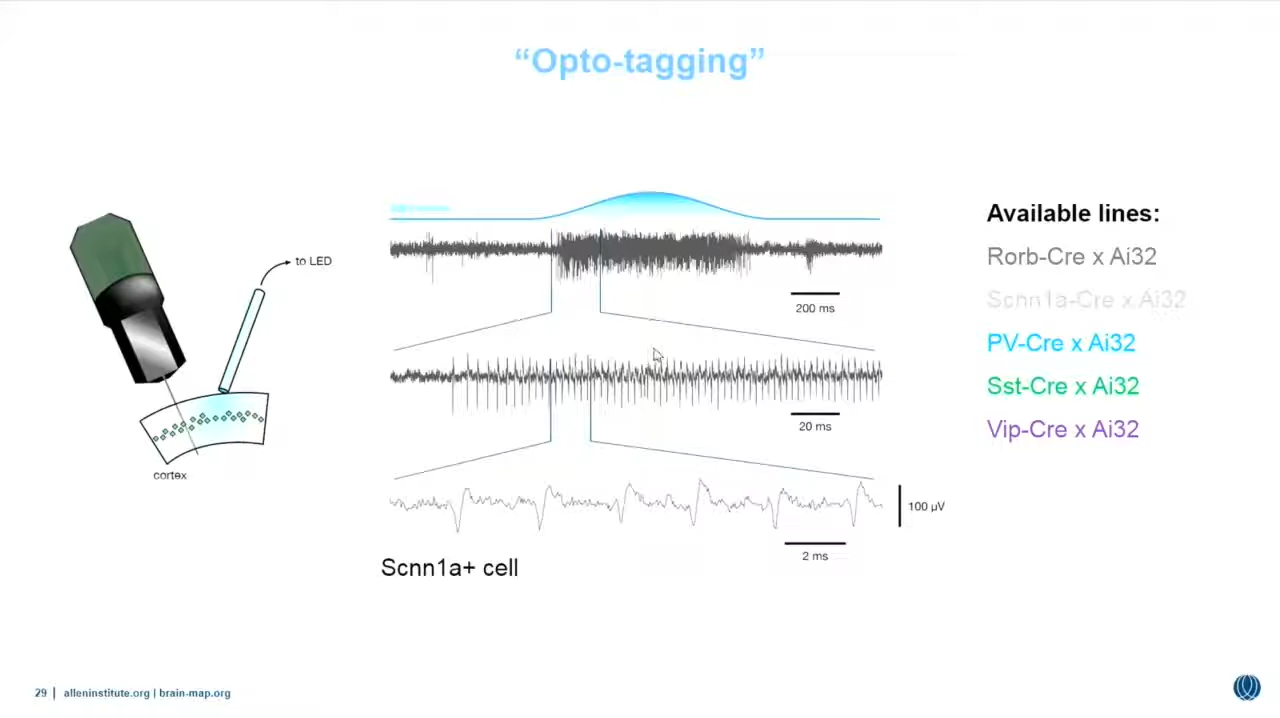 “Opto-tagging”
to LED
cortex
200 ms
20 ms
100 µV
2 ms
Scnn1a+ cell
Available lines:
Rorb-Cre x Ai32
Scnn1a-Cre x Ai32
PV-Cre x Ai32
Sst-Cre x Ai32
Vip-Cre x Ai32
29 | alleninstitute.org | brain-map.org